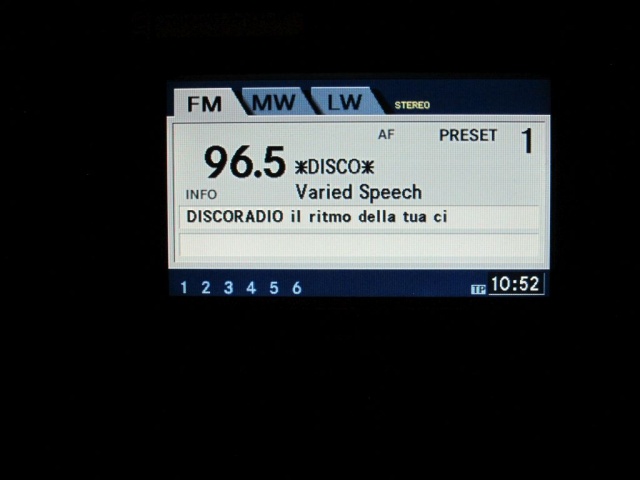 FM MW LW STEREO
AF PRESET 1
96.5 *DISCO*
INFO Varied Speech
DISCORADIO il ritmo della tua ci
1 2 3 4 5 6 TP 10:52